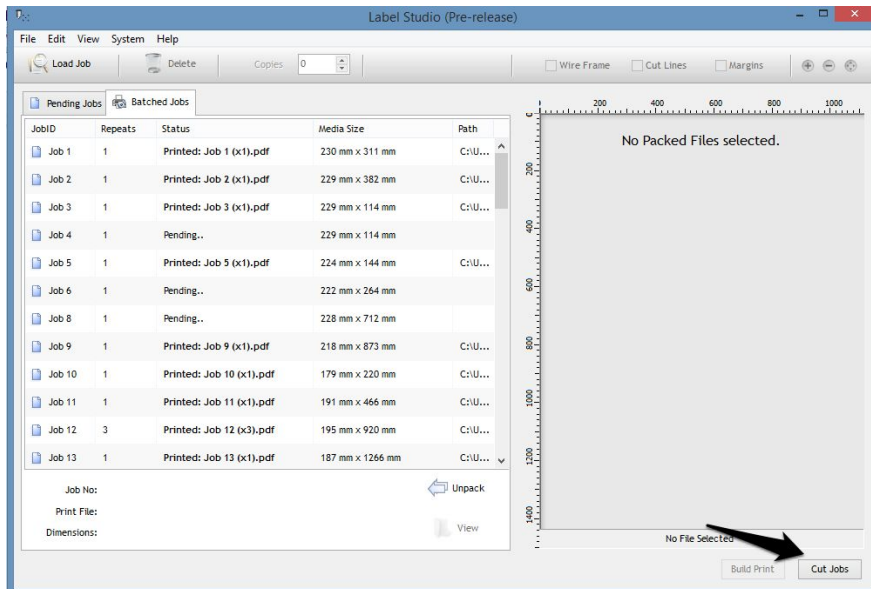 Label Studio (Pre-release)
File Edit View System Help
Load Job Delete Copies 0 Wire Frame Cut Lines Margins
Pending Jobs Batched Jobs
JobID Repeats Status Media Size Path
Job 1 1 Printed: Job 1 (x1).pdf 230 mm x 311 mm C:\U...
Job 2 1 Printed: Job 2 (x1).pdf 229 mm x 382 mm C:\U...
Job 3 1 Printed: Job 3 (x1).pdf 229 mm x 114 mm C:\U...
Job 4 1 Pending.. 229 mm x 114 mm
Job 5 1 Printed: Job 5 (x1).pdf 224 mm x 144 mm C:\U...
Job 6 1 Pending.. 222 mm x 264 mm
Job 8 1 Pending.. 228 mm x 712 mm
Job 9 1 Printed: Job 9 (x1).pdf 218 mm x 873 mm C:\U...
Job 10 1 Printed: Job 10 (x1).pdf 179 mm x 220 mm C:\U...
Job 11 1 Printed: Job 11 (x1).pdf 191 mm x 466 mm C:\U...
Job 12 3 Printed: Job 12 (x3).pdf 195 mm x 920 mm C:\U...
Job 13 1 Printed: Job 13 (x1).pdf 187 mm x 1266 mm C:\U...
Job No:
Print File:
Dimensions:
Unpack
View
200 400 600 800 1000
0
200
400
600
800
1000
1200
1400
No Packed Files selected.
No File Selected
Build Print Cut Jobs